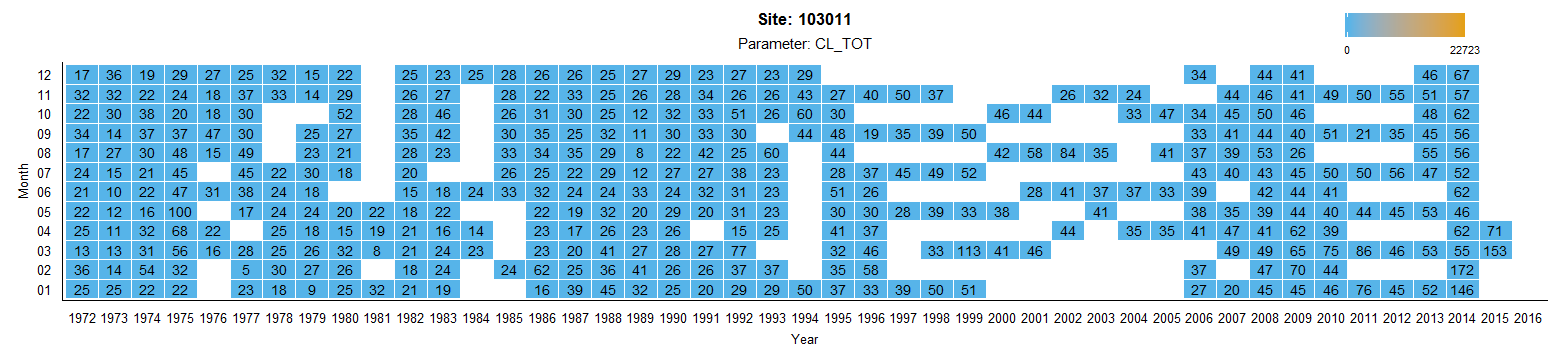 Site: 103011
Parameter: CL_TOT
0 22723
12 17 36 19 29 27 25 32 15 22 25 23 25 28 26 26 25 27 29 23 27 23 29 34 44 41 46 67
11 32 32 22 24 18 37 33 14 29 26 27 28 22 33 25 26 28 34 26 26 43 27 40 50 37 26 32 24 44 46 41 49 50 55 51 57
10 22 30 38 20 18 30 52 28 46 26 31 30 25 12 32 33 51 26 60 30 46 44 33 47 34 45 50 46 48 62
09 34 14 37 37 47 30 25 27 35 42 30 35 25 32 11 30 33 30 44 48 19 35 39 50 33 41 44 40 51 21 35 45 56
08 17 27 30 48 15 49 23 21 28 23 33 34 35 29 8 22 42 25 60 44 42 58 84 35 41 37 39 53 26 55 56
07 24 15 21 45 45 22 30 18 20 26 25 22 29 12 27 27 38 23 28 37 45 49 52 43 40 43 45 50 50 56 47 52
Month
06 21 10 22 47 31 38 24 18 15 18 24 33 32 24 24 33 24 32 31 23 51 26 28 41 37 37 33 39 42 44 41 62
05 22 12 16 100 17 24 24 20 22 18 22 22 19 32 20 29 20 31 23 30 30 28 39 33 38 41 38 35 39 44 40 44 45 53 46
04 25 11 32 68 22 25 18 15 19 21 16 14 23 17 26 23 26 15 25 41 37 44 35 35 41 47 41 62 39 62 71
03 13 13 31 56 16 28 25 26 32 8 21 24 23 23 20 41 27 28 27 77 32 46 33 113 41 46 49 49 65 75 86 46 53 55 153
02 36 14 54 32 5 30 27 26 18 24 24 62 25 36 41 26 26 37 37 35 58 37 47 70 44 172
01 25 25 22 22 23 18 9 25 32 21 19 16 39 45 32 25 20 29 29 50 37 33 39 50 51 27 20 45 45 46 76 45 52 146
1972 1973 1974 1975 1976 1977 1978 1979 1980 1981 1982 1983 1984 1985 1986 1987 1988 1989 1990 1991 1992 1993 1994 1995 1996 1997 1998 1999 2000 2001 2002 2003 2004 2005 2006 2007 2008 2009 2010 2011 2012 2013 2014 2015 2016
Year